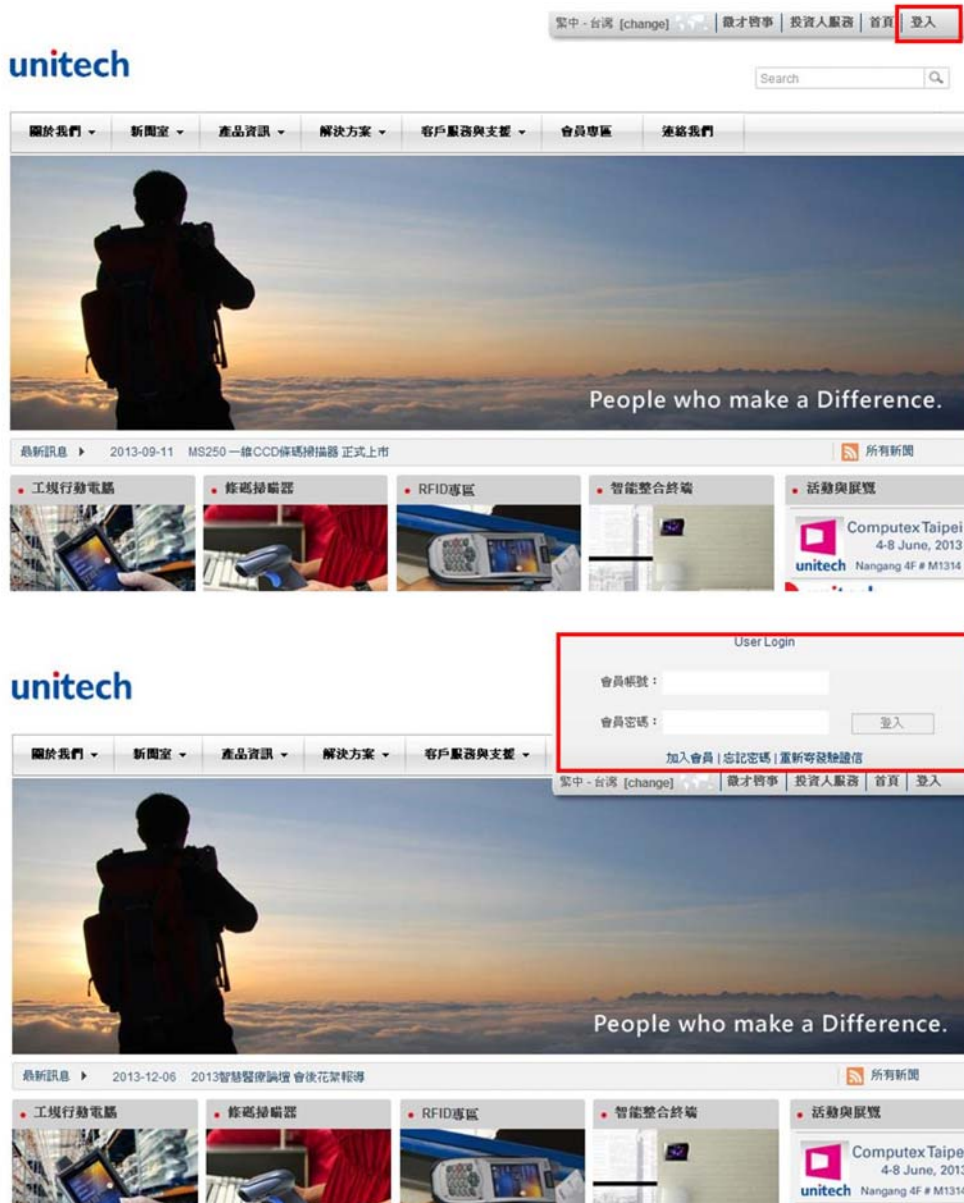 繁中 - 台湾 [change] | 徵才啓事 | 投資人服務 | 首頁 | 登入
unitech
Search
關於我們 新聞室 產品資訊 解決方案 客戶服務與支援 會員專區 連絡我們
People who make a Difference.
最新訊息 2013-09-11 MS250 一維CCD條碼掃描器 正式上市 所有新聞
工規行動電腦 條碼掃瞄器 RFID專區 智能整合終端 活動與展覽
Computex Taipei
4-8 June, 2013
unitech Nangang 4F # M1314
User Login
unitech
會員帳號：
會員密碼： 登入
關於我們 新聞室 產品資訊 解決方案 客戶服務與支援
加入會員 | 忘記密碼 | 重新寄發驗證信
繁中 - 台湾 [change] | 徵才啓事 | 投資人服務 | 首頁 | 登入
People who make a Difference.
最新訊息 2013-12-06 2013智慧醫療論壇 會後花絮報導 所有新聞
工規行動電腦 條碼掃瞄器 RFID專區 智能整合終端 活動與展覽
Computex Taipe
4-8 June, 2013
unitech Nangang 4F # M1314